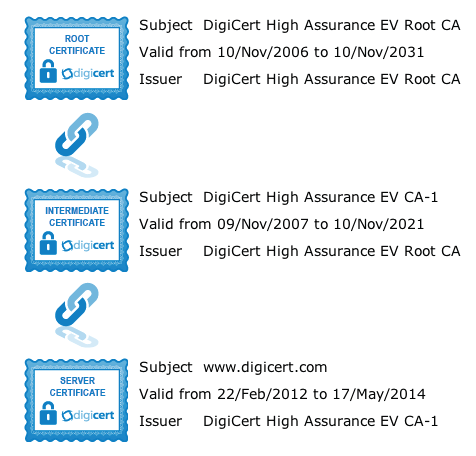 ROOT
CERTIFICATE
digicert
Subject DigiCert High Assurance EV Root CA
Valid from 10/Nov/2006 to 10/Nov/2031
Issuer DigiCert High Assurance EV Root CA
INTERMEDIATE
CERTIFICATE
digicert
Subject DigiCert High Assurance EV CA-1
Valid from 09/Nov/2007 to 10/Nov/2021
Issuer DigiCert High Assurance EV Root CA
SERVER
CERTIFICATE
digicert
Subject www.digicert.com
Valid from 22/Feb/2012 to 17/May/2014
Issuer DigiCert High Assurance EV CA-1